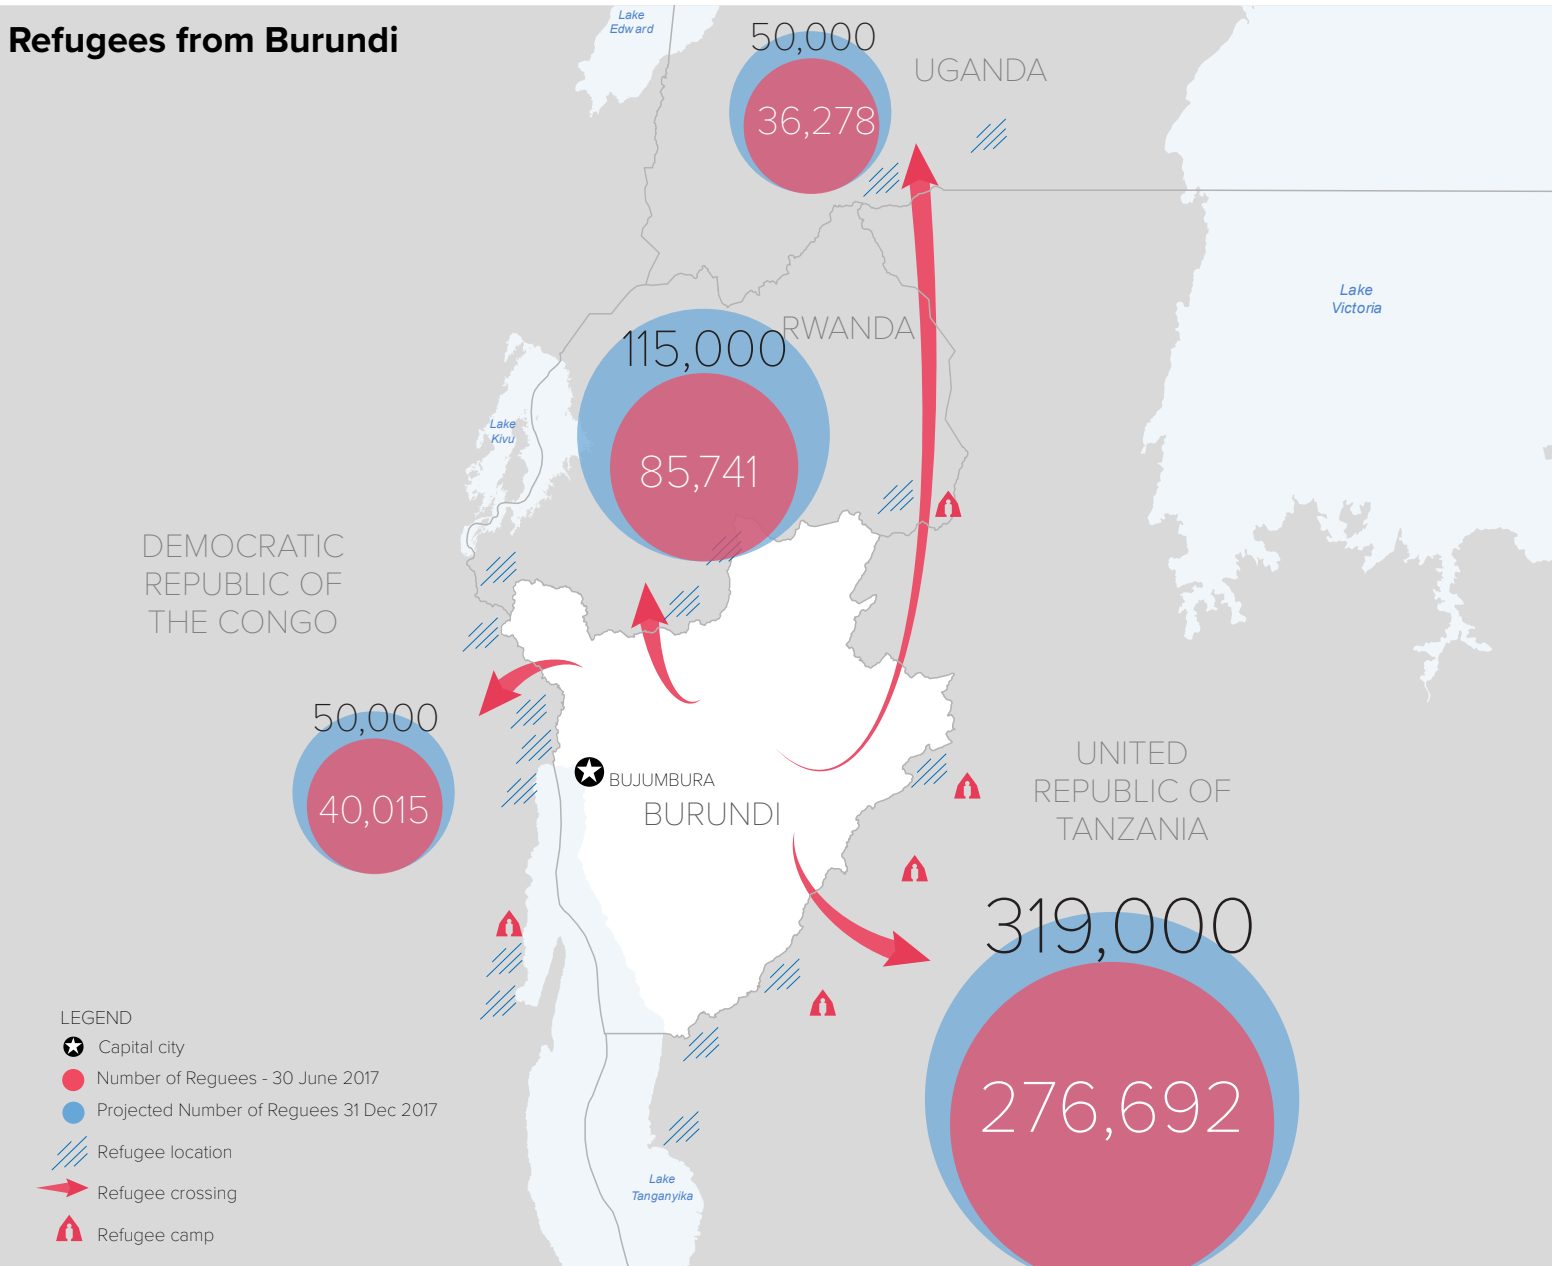 Refugees from Burundi
Lake
Edward
50,000
UGANDA
36,278
Lake
Victoria
115,000
RWANDA
85,741
Lake
Kivu
DEMOCRATIC
REPUBLIC OF
THE CONGO
50,000
40,015
BUJUMBURA
BURUNDI
UNITED
REPUBLIC OF
TANZANIA
319,000
276,692
LEGEND
Capital city
Number of Reguees - 30 June 2017
Projected Number of Reguees 31 Dec 2017
Refugee location
Refugee crossing
Refugee camp
Lake
Tanganyika